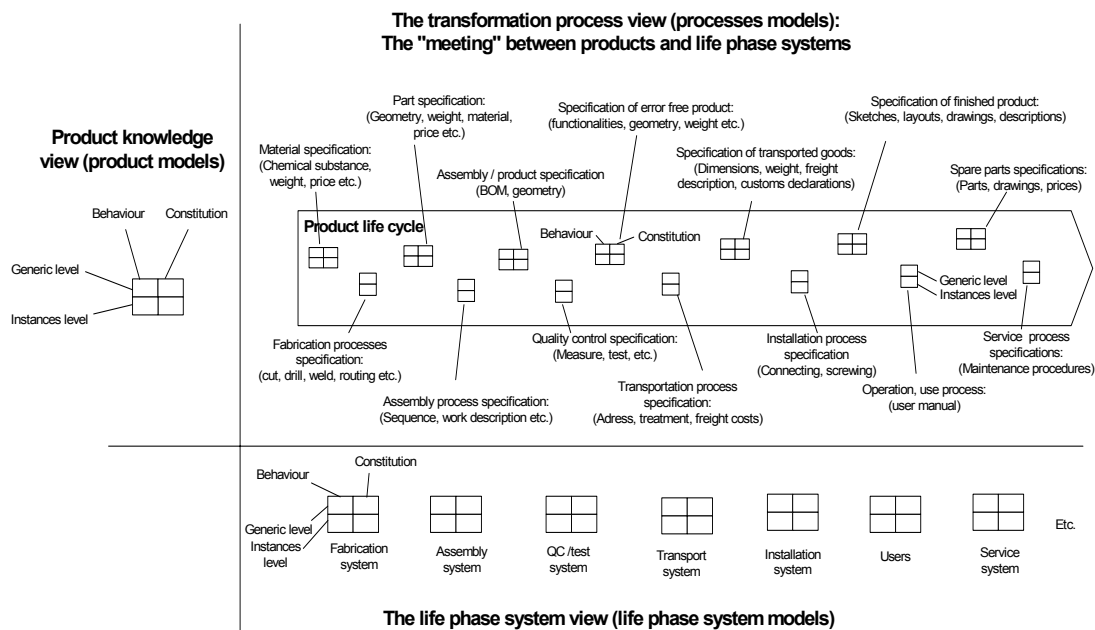 The transformation process view (processes models):
The "meeting" between products and life phase systems
Product knowledge
view (product models)
Behaviour
Constitution
Generic level
Instances level
Material specification:
(Chemical substance,
weight, price etc.)
Part specification:
(Geometry, weight, material,
price etc.)
Assembly / product specification
(BOM, geometry)
Specification of error free product:
(functionalities, geometry, weight etc.)
Specification of transported goods:
(Dimensions, weight, freight
description, customs declarations)
Specification of finished product:
(Sketches, layouts, drawings, descriptions)
Spare parts specifications:
(Parts, drawings, prices)
Product life cycle
Behaviour
Constitution
Generic level
Instances level
Fabrication processes
specification:
(cut, drill, weld, routing etc.)
Assembly process specification:
(Sequence, work description etc.)
Quality control specification:
(Measure, test, etc.)
Transportation process
specification:
(Adress, treatment, freight costs)
Installation process
specification
(Connecting, screwing)
Operation, use process:
(user manual)
Service process
specifications:
(Maintenance procedures)
Behaviour
Constitution
Generic level
Instances
level
Fabrication
system
Assembly
system
QC /test
system
Transport
system
Installation
system
Users
Service
system
Etc.
The life phase system view (life phase system models)